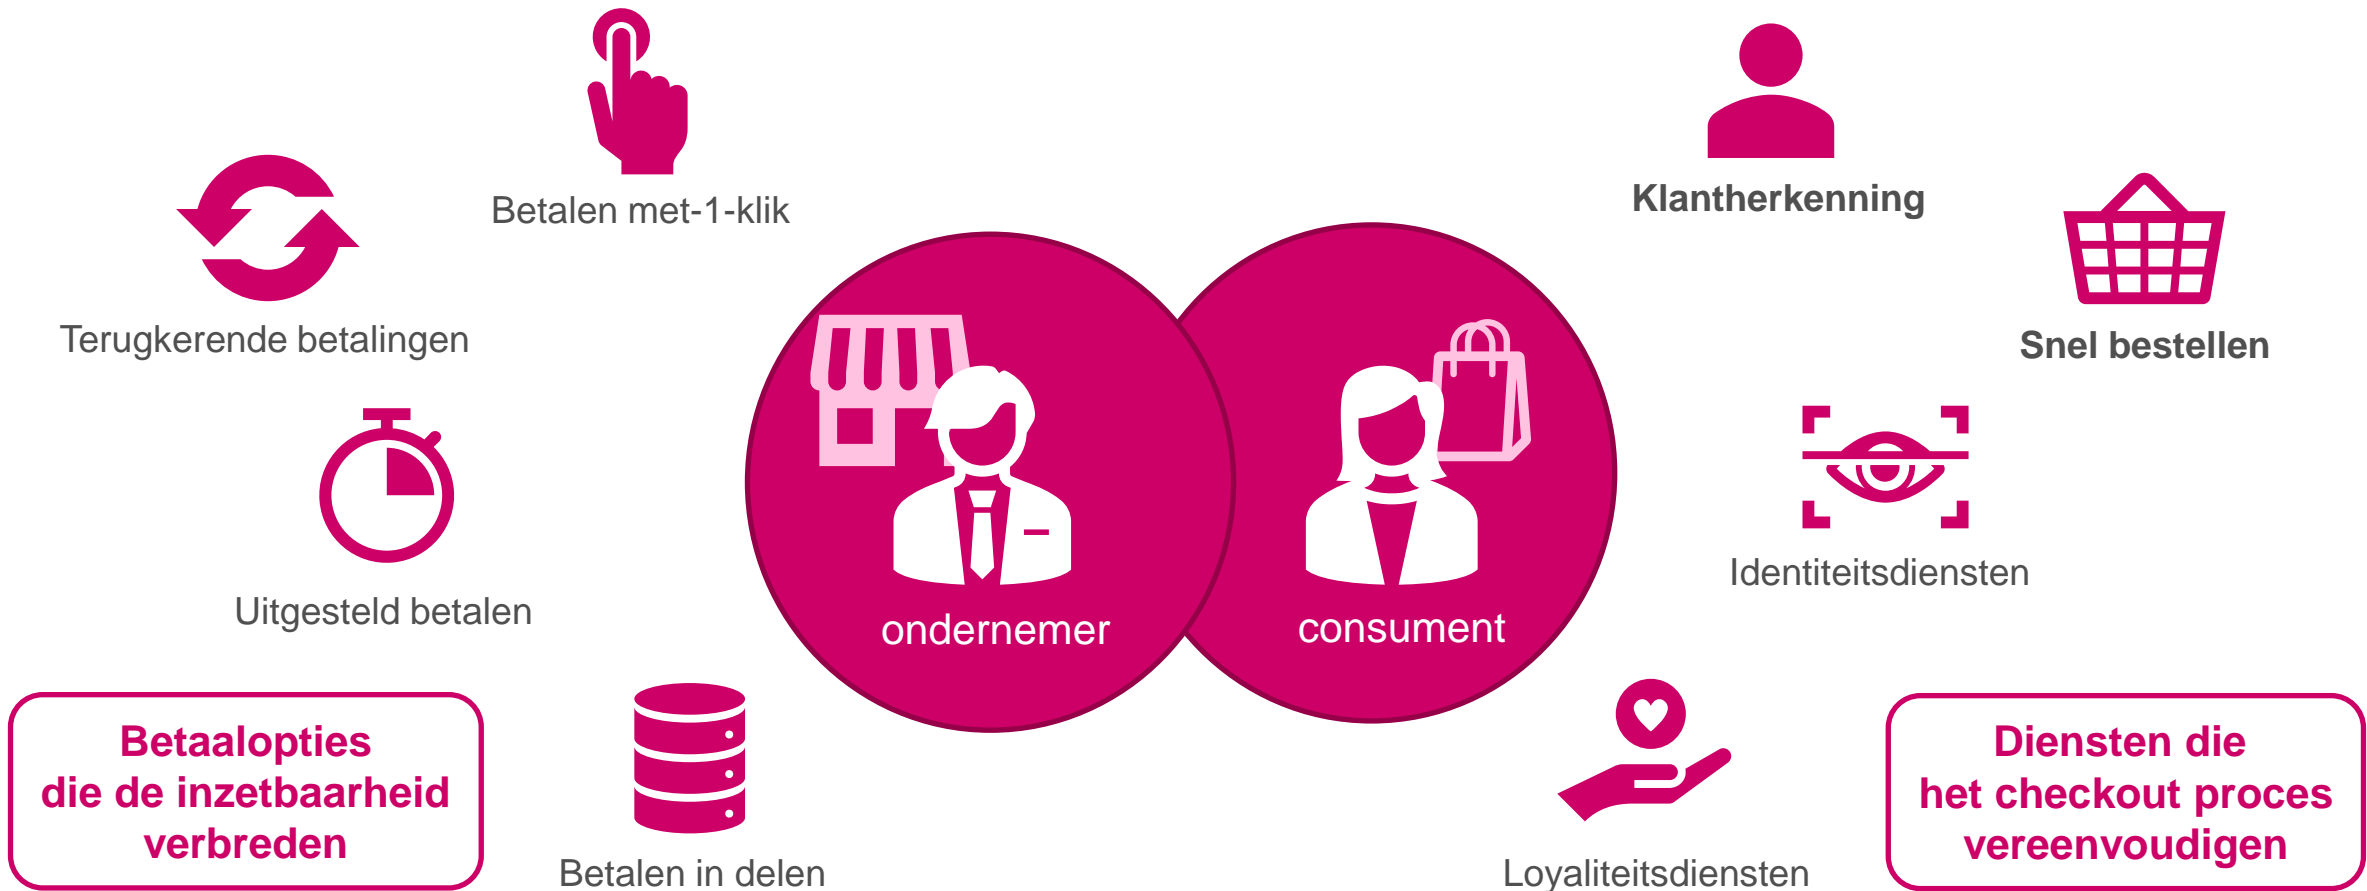 Betalen met-1-klik
Terugkerende betalingen
Uitgesteld betalen
Betalen in delen
Betaalopties
die de inzetbaarheid
verbreden
ondernemer
consument
Klantherkenning
Snel bestellen
Identiteitsdiensten
Loyaliteitsdiensten
Diensten die
het checkout proces
vereenvoudigen